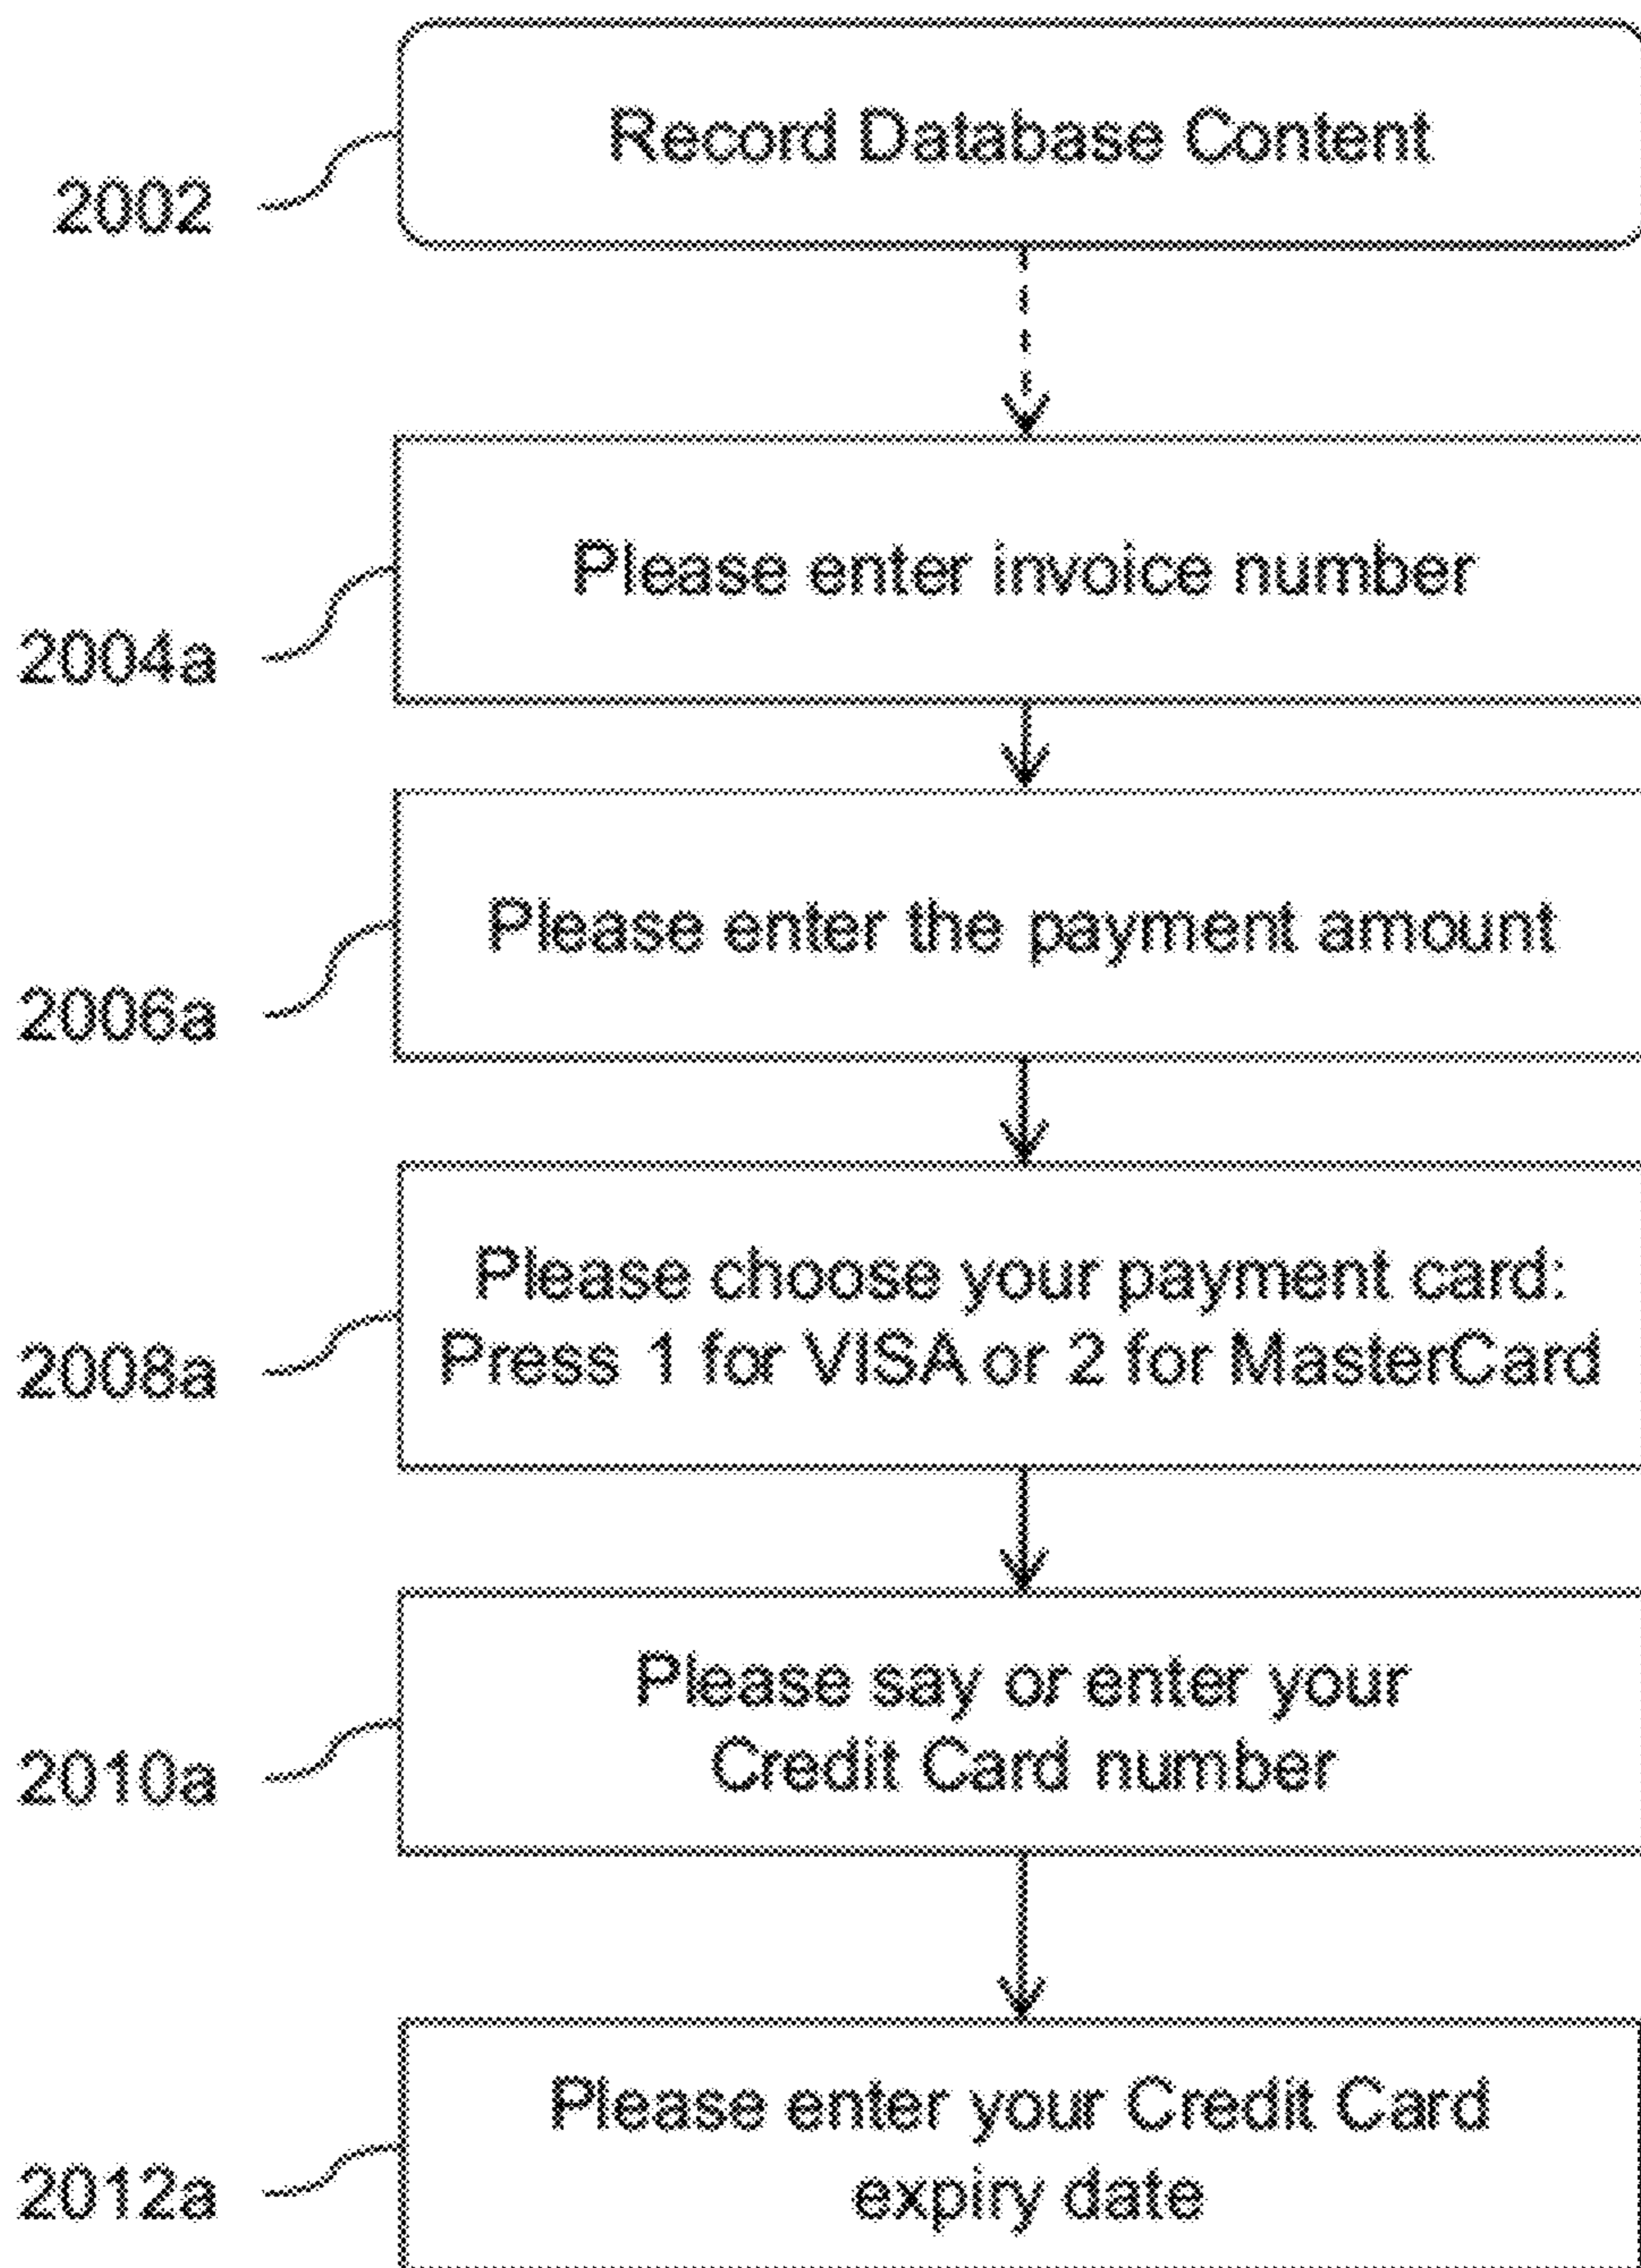 Record Database Content
2002
Please enter invoice number
2004a
Please enter the payment amount
2006a
Please choose your payment card:
Press 1 for VISA or 2 for MasterCard
2008a
Please say or enter your
Credit Card number
2010a
Please enter your Credit Card
expiry date
2012a